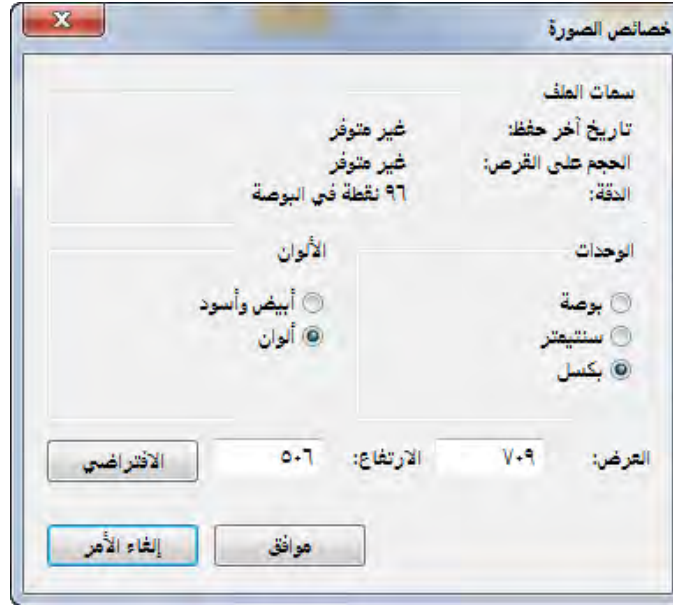 خصائص الصورة
سمات الملف
تاريخ آخر حفظ: غير متوفر
الحجم على القرص: غير متوفر
الدقة: ٩٦ نقطة في البوصة
الوحدات الألوان
بوصة أبيض وأسود
سنتيمتر ألوان
بكسل
العرض: ٧٠٩ الارتفاع: ٥٠٦ الافتراضي
موافق إلغاء الأمر